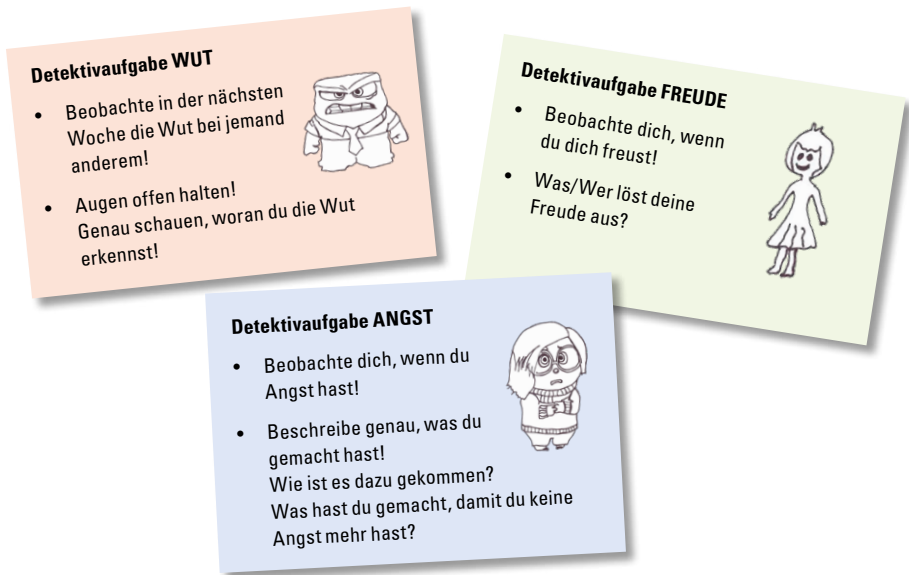 Detektivaufgabe WUT
• Beobachte in der nächsten
Woche die Wut bei jemand
anderem!
• Augen offen halten!
Genau schauen, woran du die Wut
erkennst!
Detektivaufgabe FREUDE
• Beobachte dich, wenn
du dich freust!
• Was/Wer löst deine
Freude aus?
Detektivaufgabe ANGST
• Beobachte dich, wenn du
Angst hast!
• Beschreibe genau, was du
gemacht hast!
Wie ist es dazu gekommen?
Was hast du gemacht, damit du keine
Angst mehr hast?